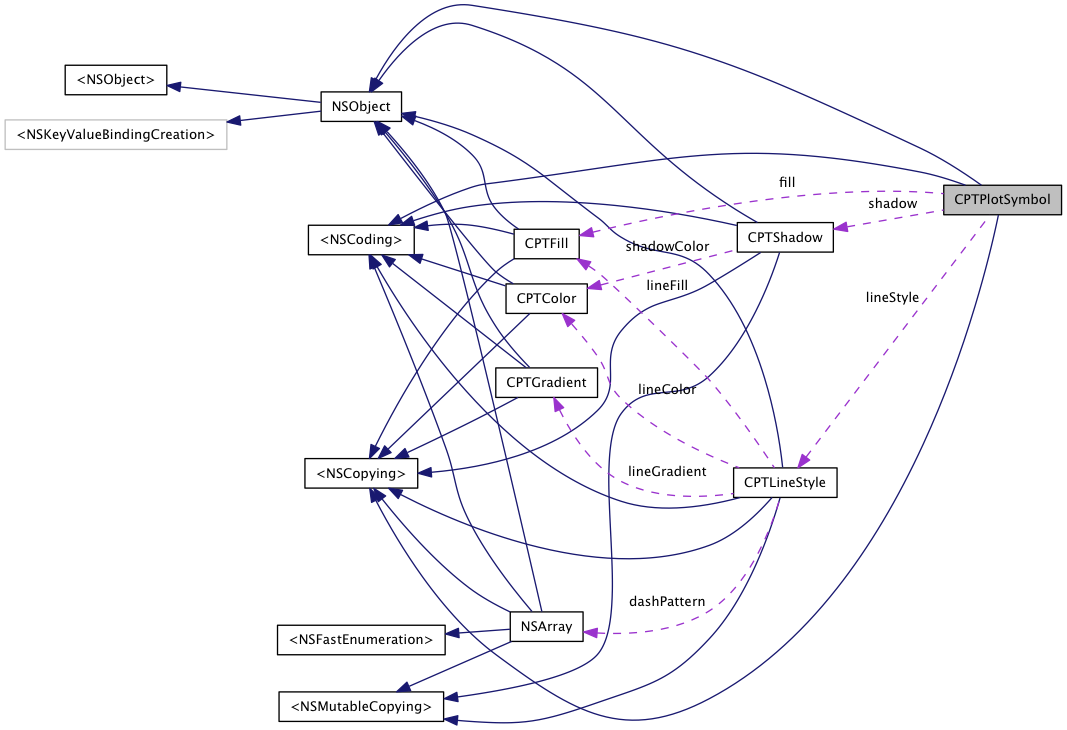 <NSObject>
NSObject
<NSKeyValueBindingCreation>
fill
CPTPlotSymbol
shadow
<NSCoding>
CPTFill
shadowColor
CPTShadow
lineFill
CPTColor
lineStyle
CPTGradient
lineColor
<NSCopying>
lineGradient
CPTLineStyle
dashPattern
NSArray
<NSFastEnumeration>
<NSMutableCopying>